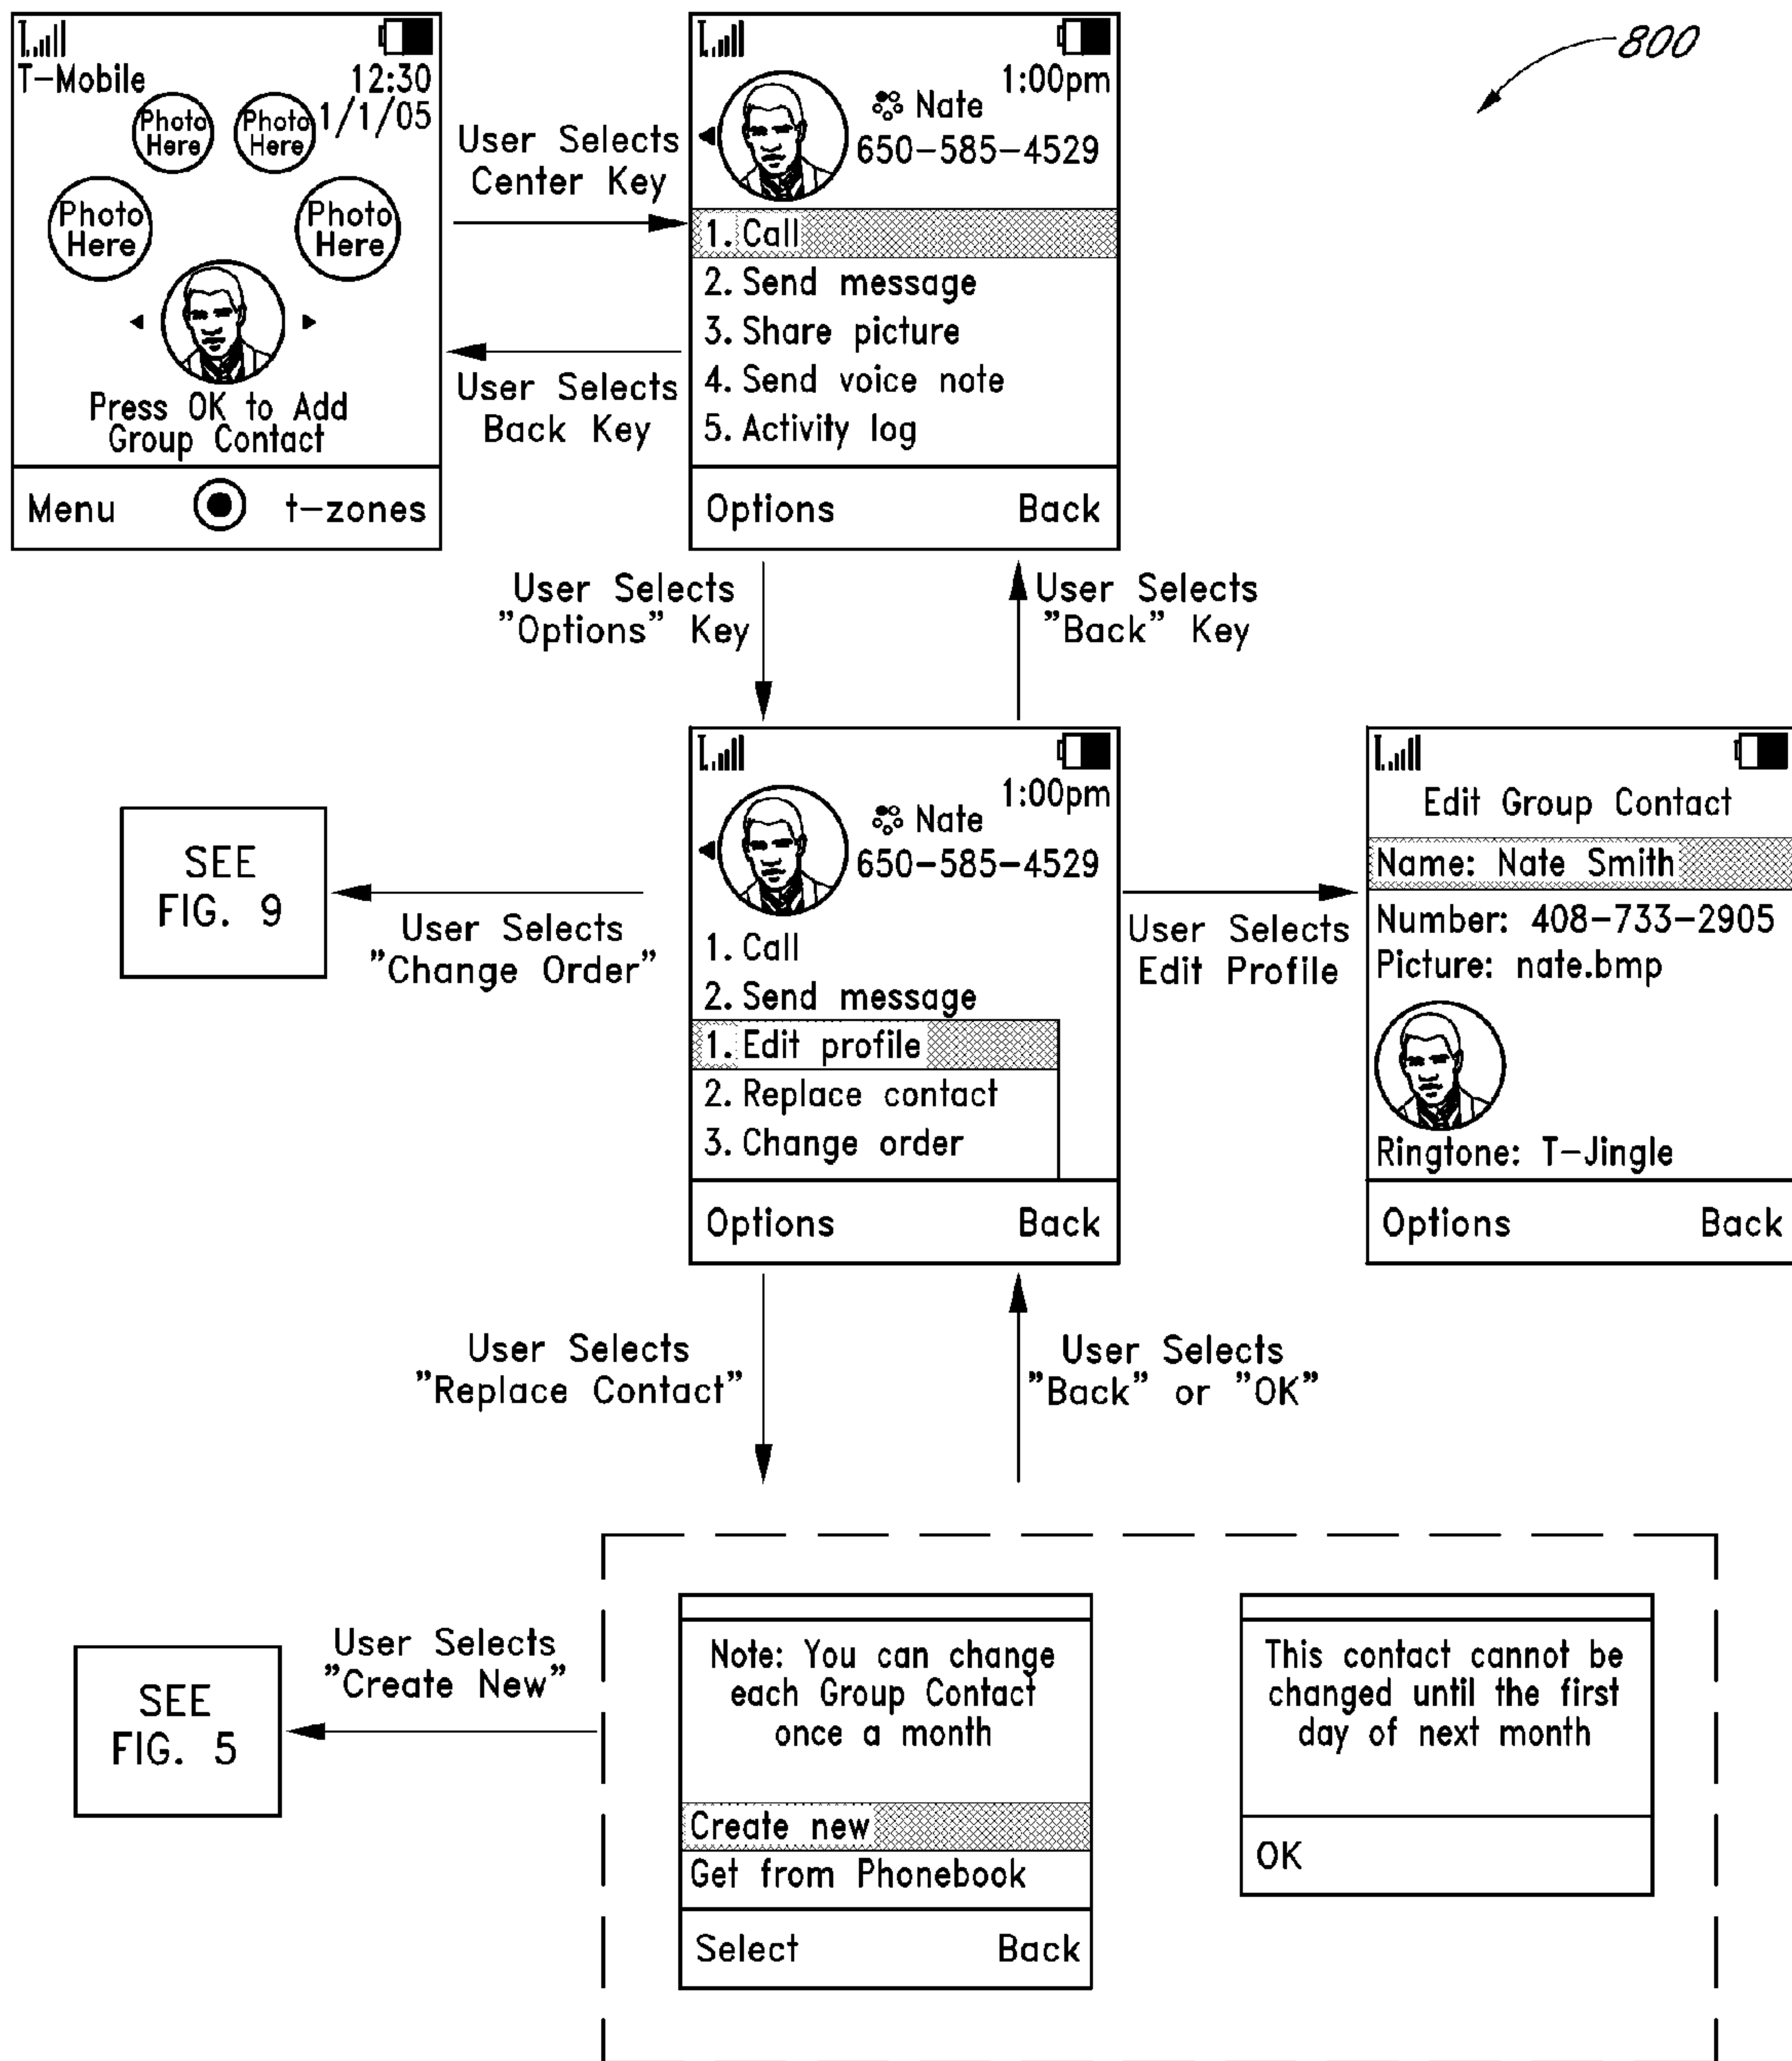 T-Mobile
12:30
1/1/05
Photo
Here
Photo
Here
Photo
Here
Photo
Here
Press OK to Add
Group Contact
Menu
t-zones
User Selects
Center Key
User Selects
Back Key
1:00pm
Nate
650-585-4529
1. Call
2. Send message
3. Share picture
4. Send voice note
5. Activity log
Options
Back
800
User Selects
"Options" Key
User Selects
"Back" Key
SEE
FIG. 9
User Selects
"Change Order"
1:00pm
Nate
650-585-4529
1. Call
2. Send message
1. Edit profile
2. Replace contact
3. Change order
Options
Back
User Selects
Edit Profile
Edit Group Contact
Name: Nate Smith
Number: 408-733-2905
Picture: nate.bmp
Ringtone: T-Jingle
Options
Back
User Selects
"Replace Contact"
User Selects
"Back" or "OK"
SEE
FIG. 5
User Selects
"Create New"
Note: You can change
each Group Contact
once a month
Create new
Get from Phonebook
Select
Back
This contact cannot be
changed until the first
day of next month
OK